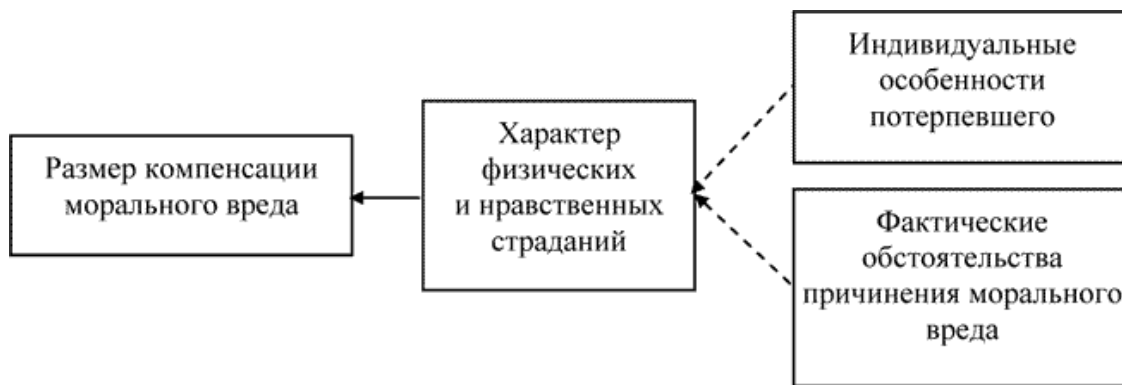 Размер компенсации
морального вреда
Характер
физических
и нравственных
страданий
Индивидуальные
особенности
потерпевшего
Фактические
обстоятельства
причинения морального
вреда